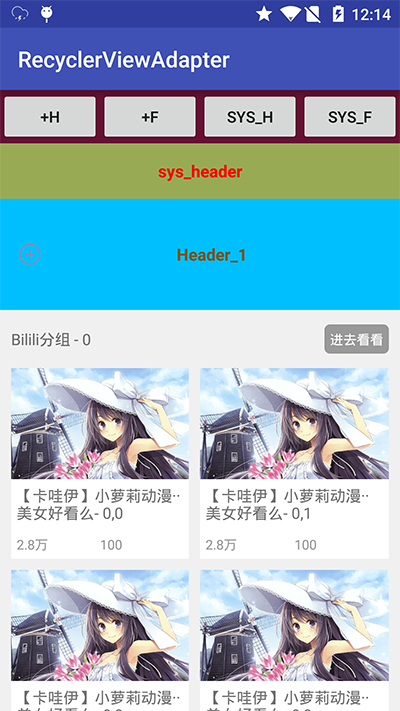 12:14
RecyclerViewAdapter
+H +F SYS_H SYS_F
sys_header
Header_1
Bilili分组 - 0 进去看看
【卡哇伊】小萝莉动漫·· 【卡哇伊】小萝莉动漫··
美女好看么- 0,0 美女好看么- 0,1
2.8万 100 2.8万 100
【卡哇伊】小萝莉动漫·· 【卡哇伊】小萝莉动漫··